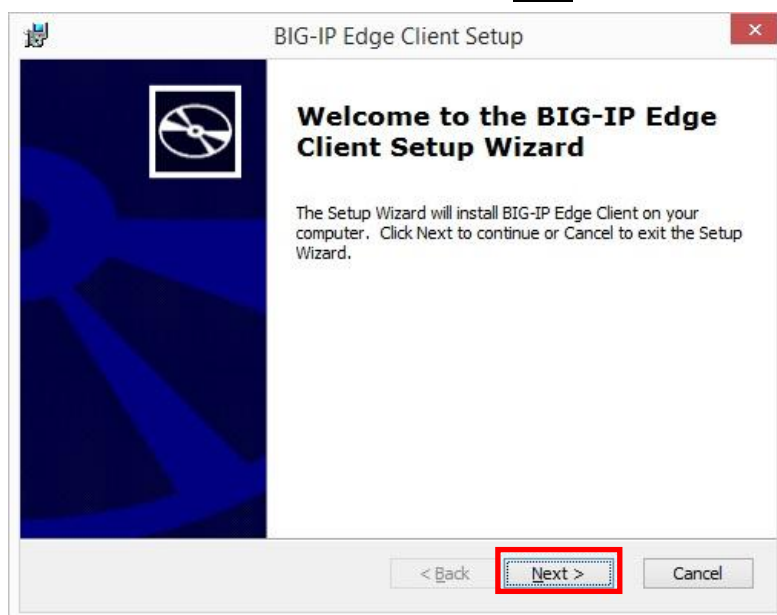 BIG-IP Edge Client Setup
Welcome to the BIG-IP Edge
Client Setup Wizard
The Setup Wizard will install BIG-IP Edge Client on your
computer. Click Next to continue or Cancel to exit the Setup
Wizard.
< Back Next > Cancel